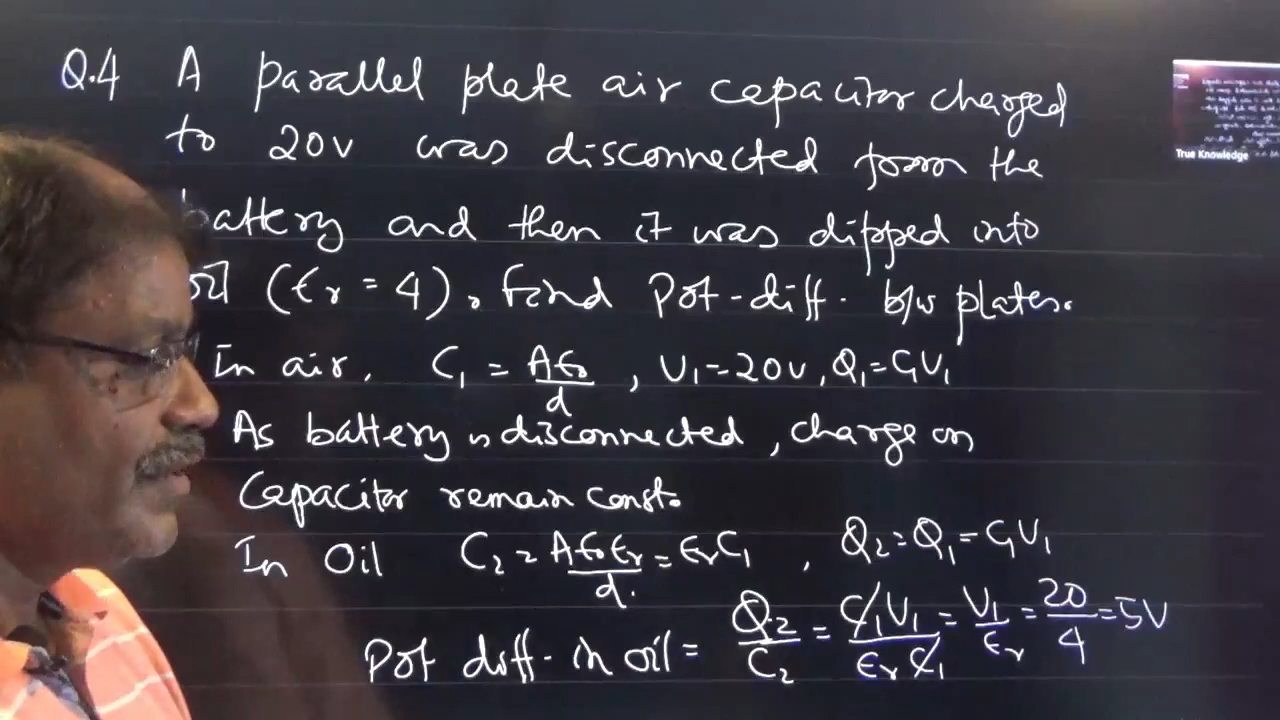 Q.4 A parallel plate air capacitor charged
to 20V was disconnected from the
battery and then it was dipped into
oil (εr = 4). Find Pot-diff. b/w plates.
In air, C₁ = Aε₀/d, V₁ = 20V, Q₁ = C₁V₁
As battery is disconnected, charge on
Capacitor remain const.
In Oil C₂ = Aε₀εr/d. = εrC₁, Q₂ = Q₁ = C₁V₁
Pot diff- in oil = Q₂/C₂ = C₁V₁/εrC₁ = V₁/εr = 20/4 = 5V
True Knowledge